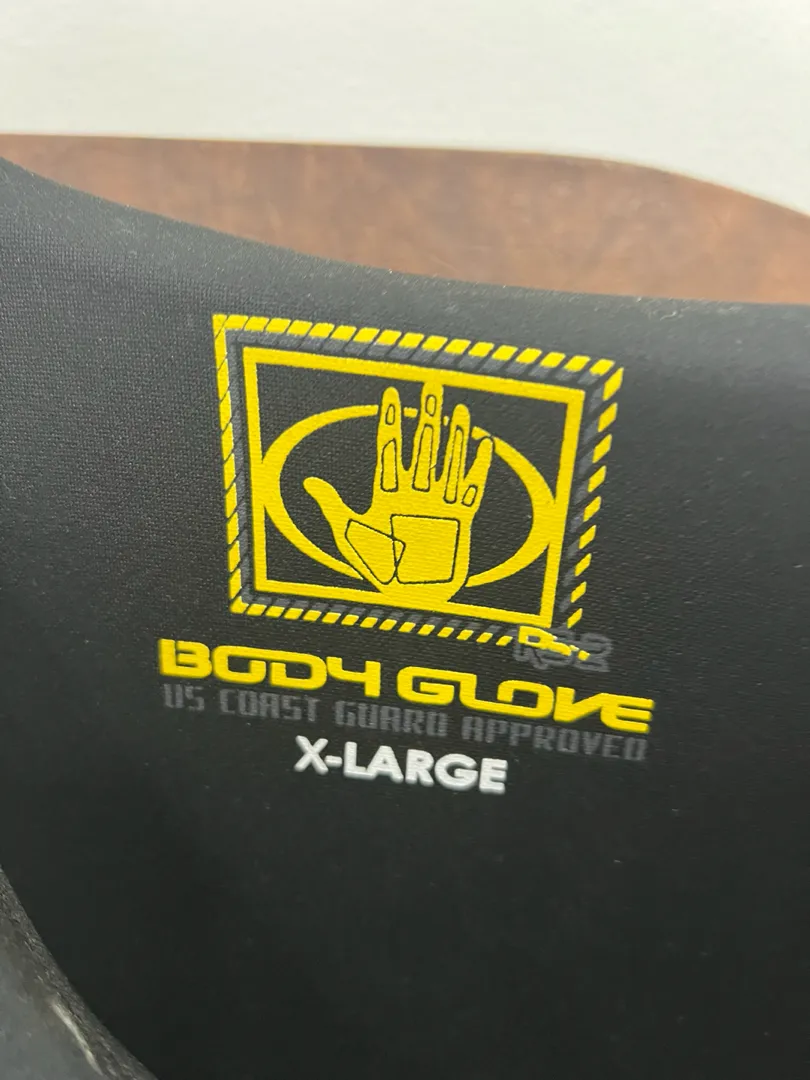 BODY GLOVE
US COAST GUARD APPROVED
X-LARGE